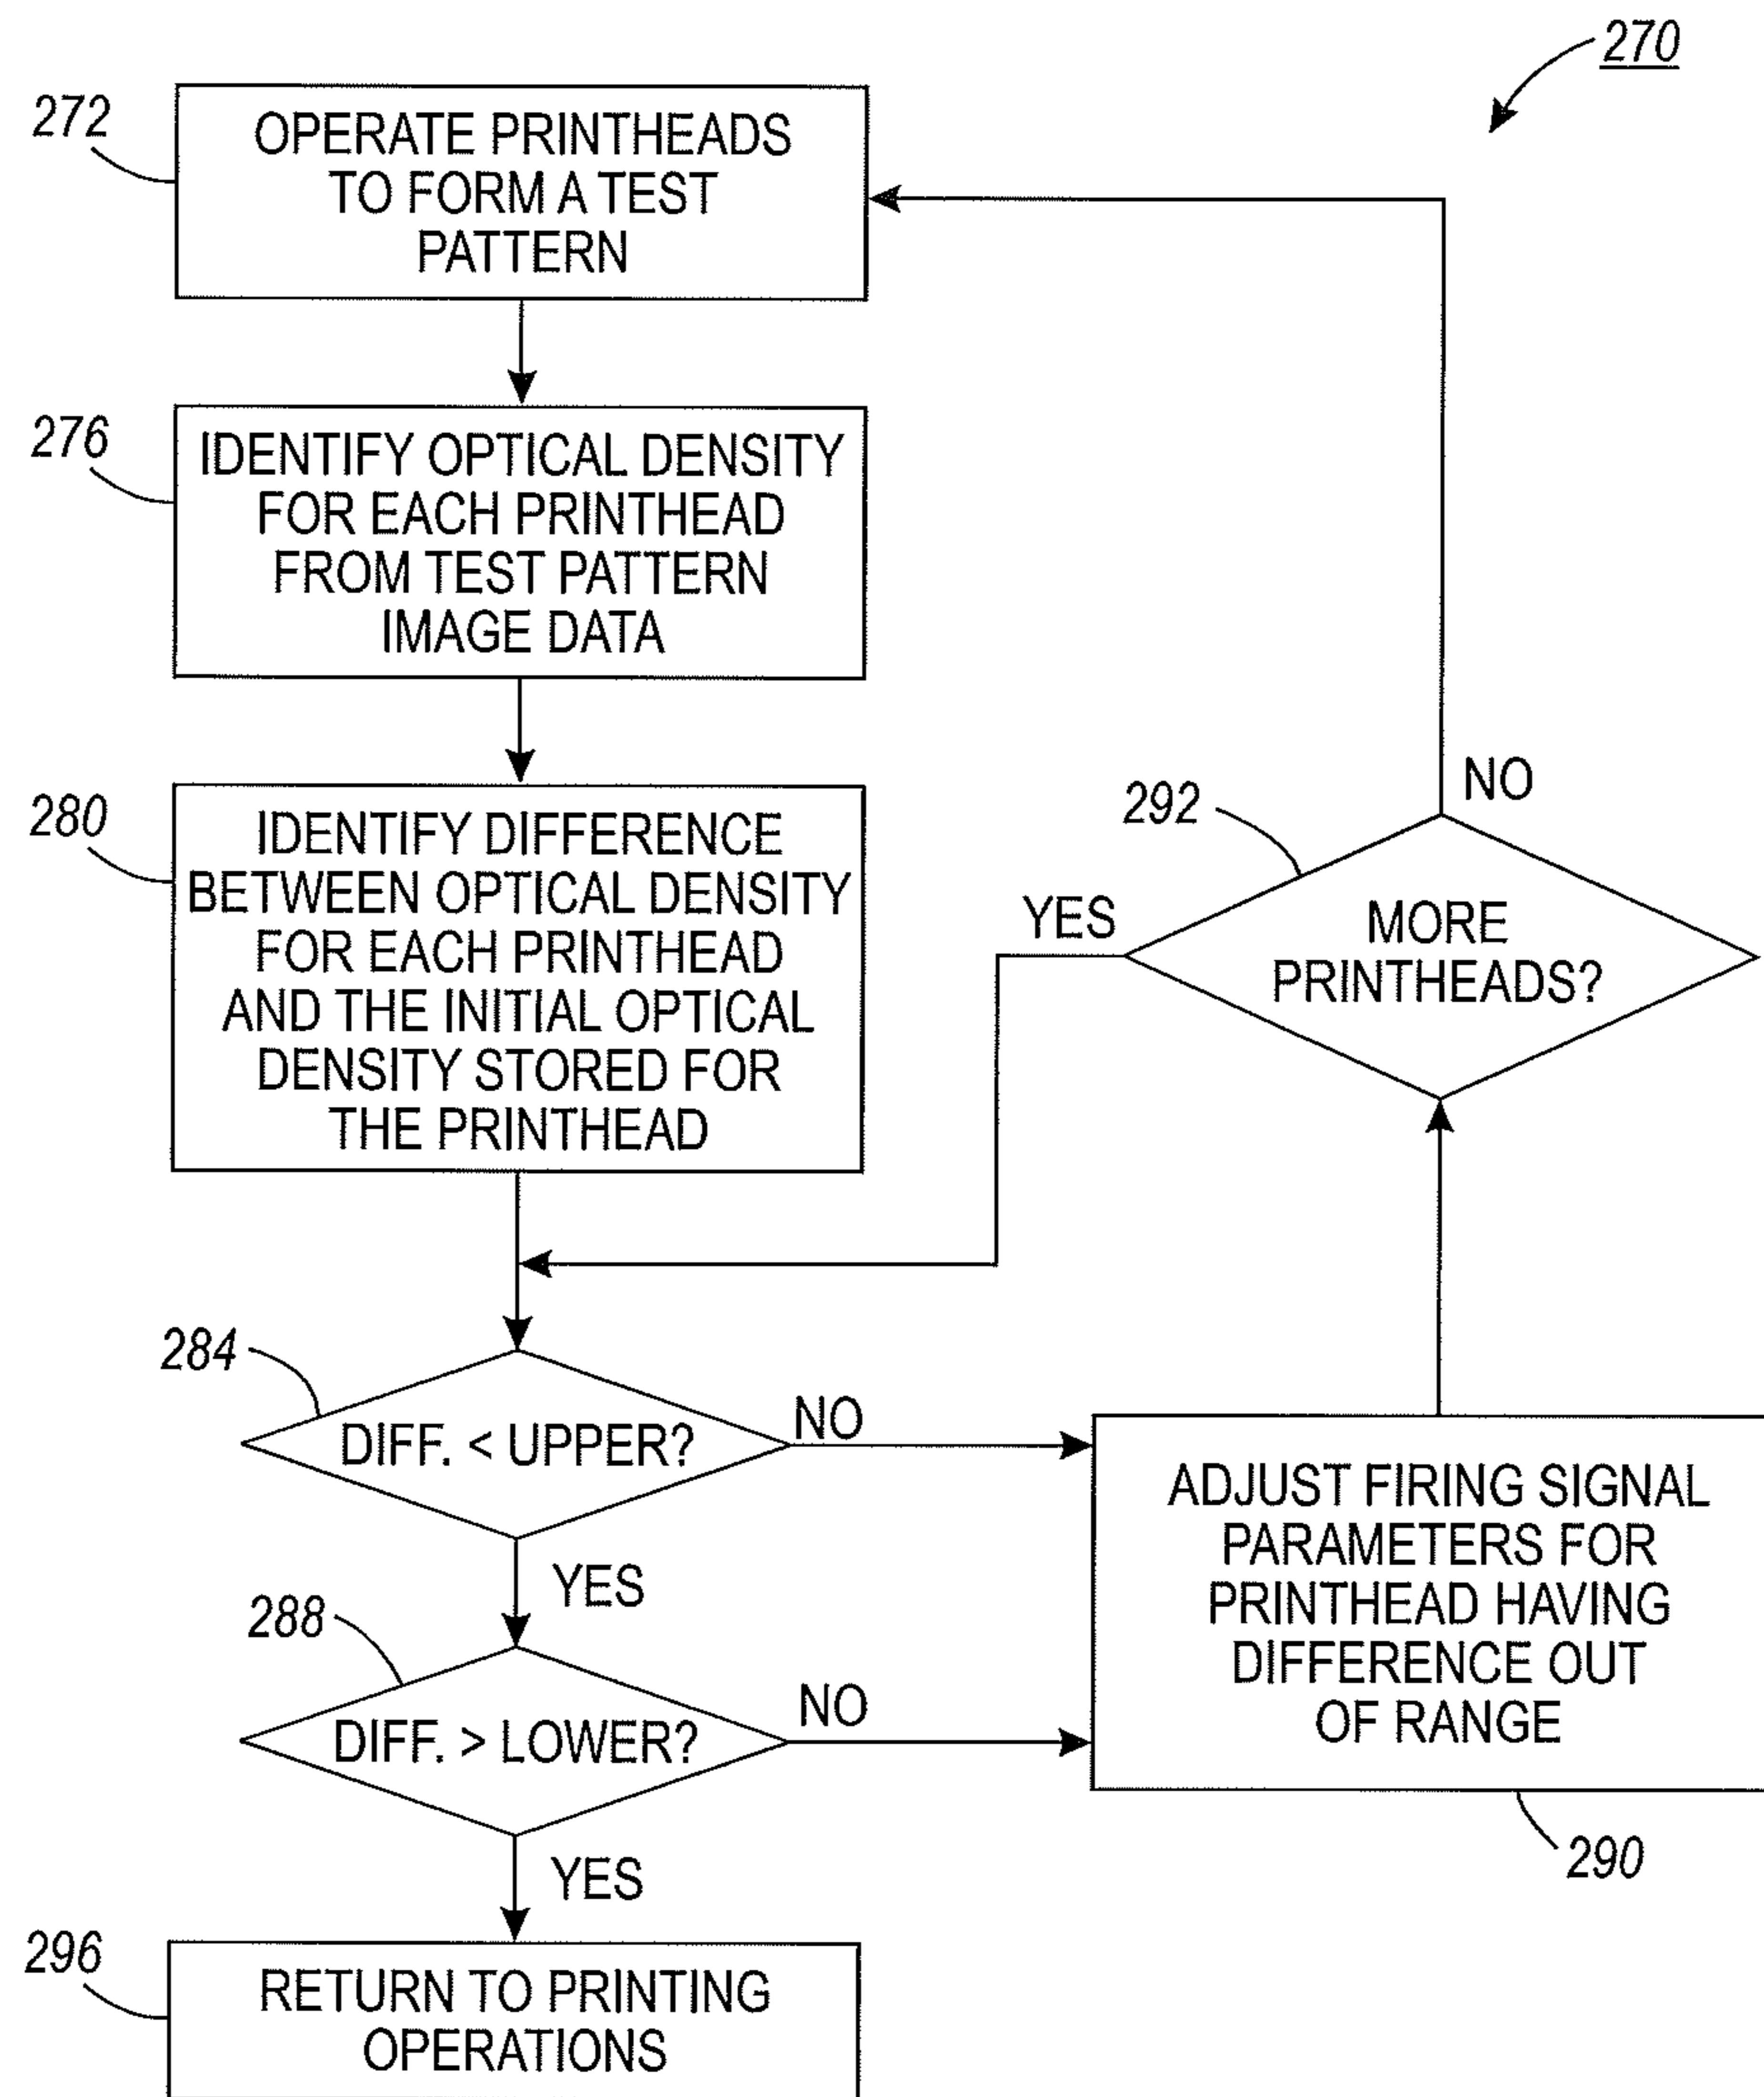 270
272
OPERATE PRINTHEADS
TO FORM A TEST
PATTERN
276
IDENTIFY OPTICAL DENSITY
FOR EACH PRINTHEAD
FROM TEST PATTERN
IMAGE DATA
280
IDENTIFY DIFFERENCE
BETWEEN OPTICAL DENSITY
FOR EACH PRINTHEAD
AND THE INITIAL OPTICAL
DENSITY STORED FOR
THE PRINTHEAD
292
NO
YES
MORE
PRINTHEADS?
284
DIFF. < UPPER?
NO
YES
288
DIFF. > LOWER?
NO
YES
ADJUST FIRING SIGNAL
PARAMETERS FOR
PRINTHEAD HAVING
DIFFERENCE OUT
OF RANGE
290
296
RETURN TO PRINTING
OPERATIONS